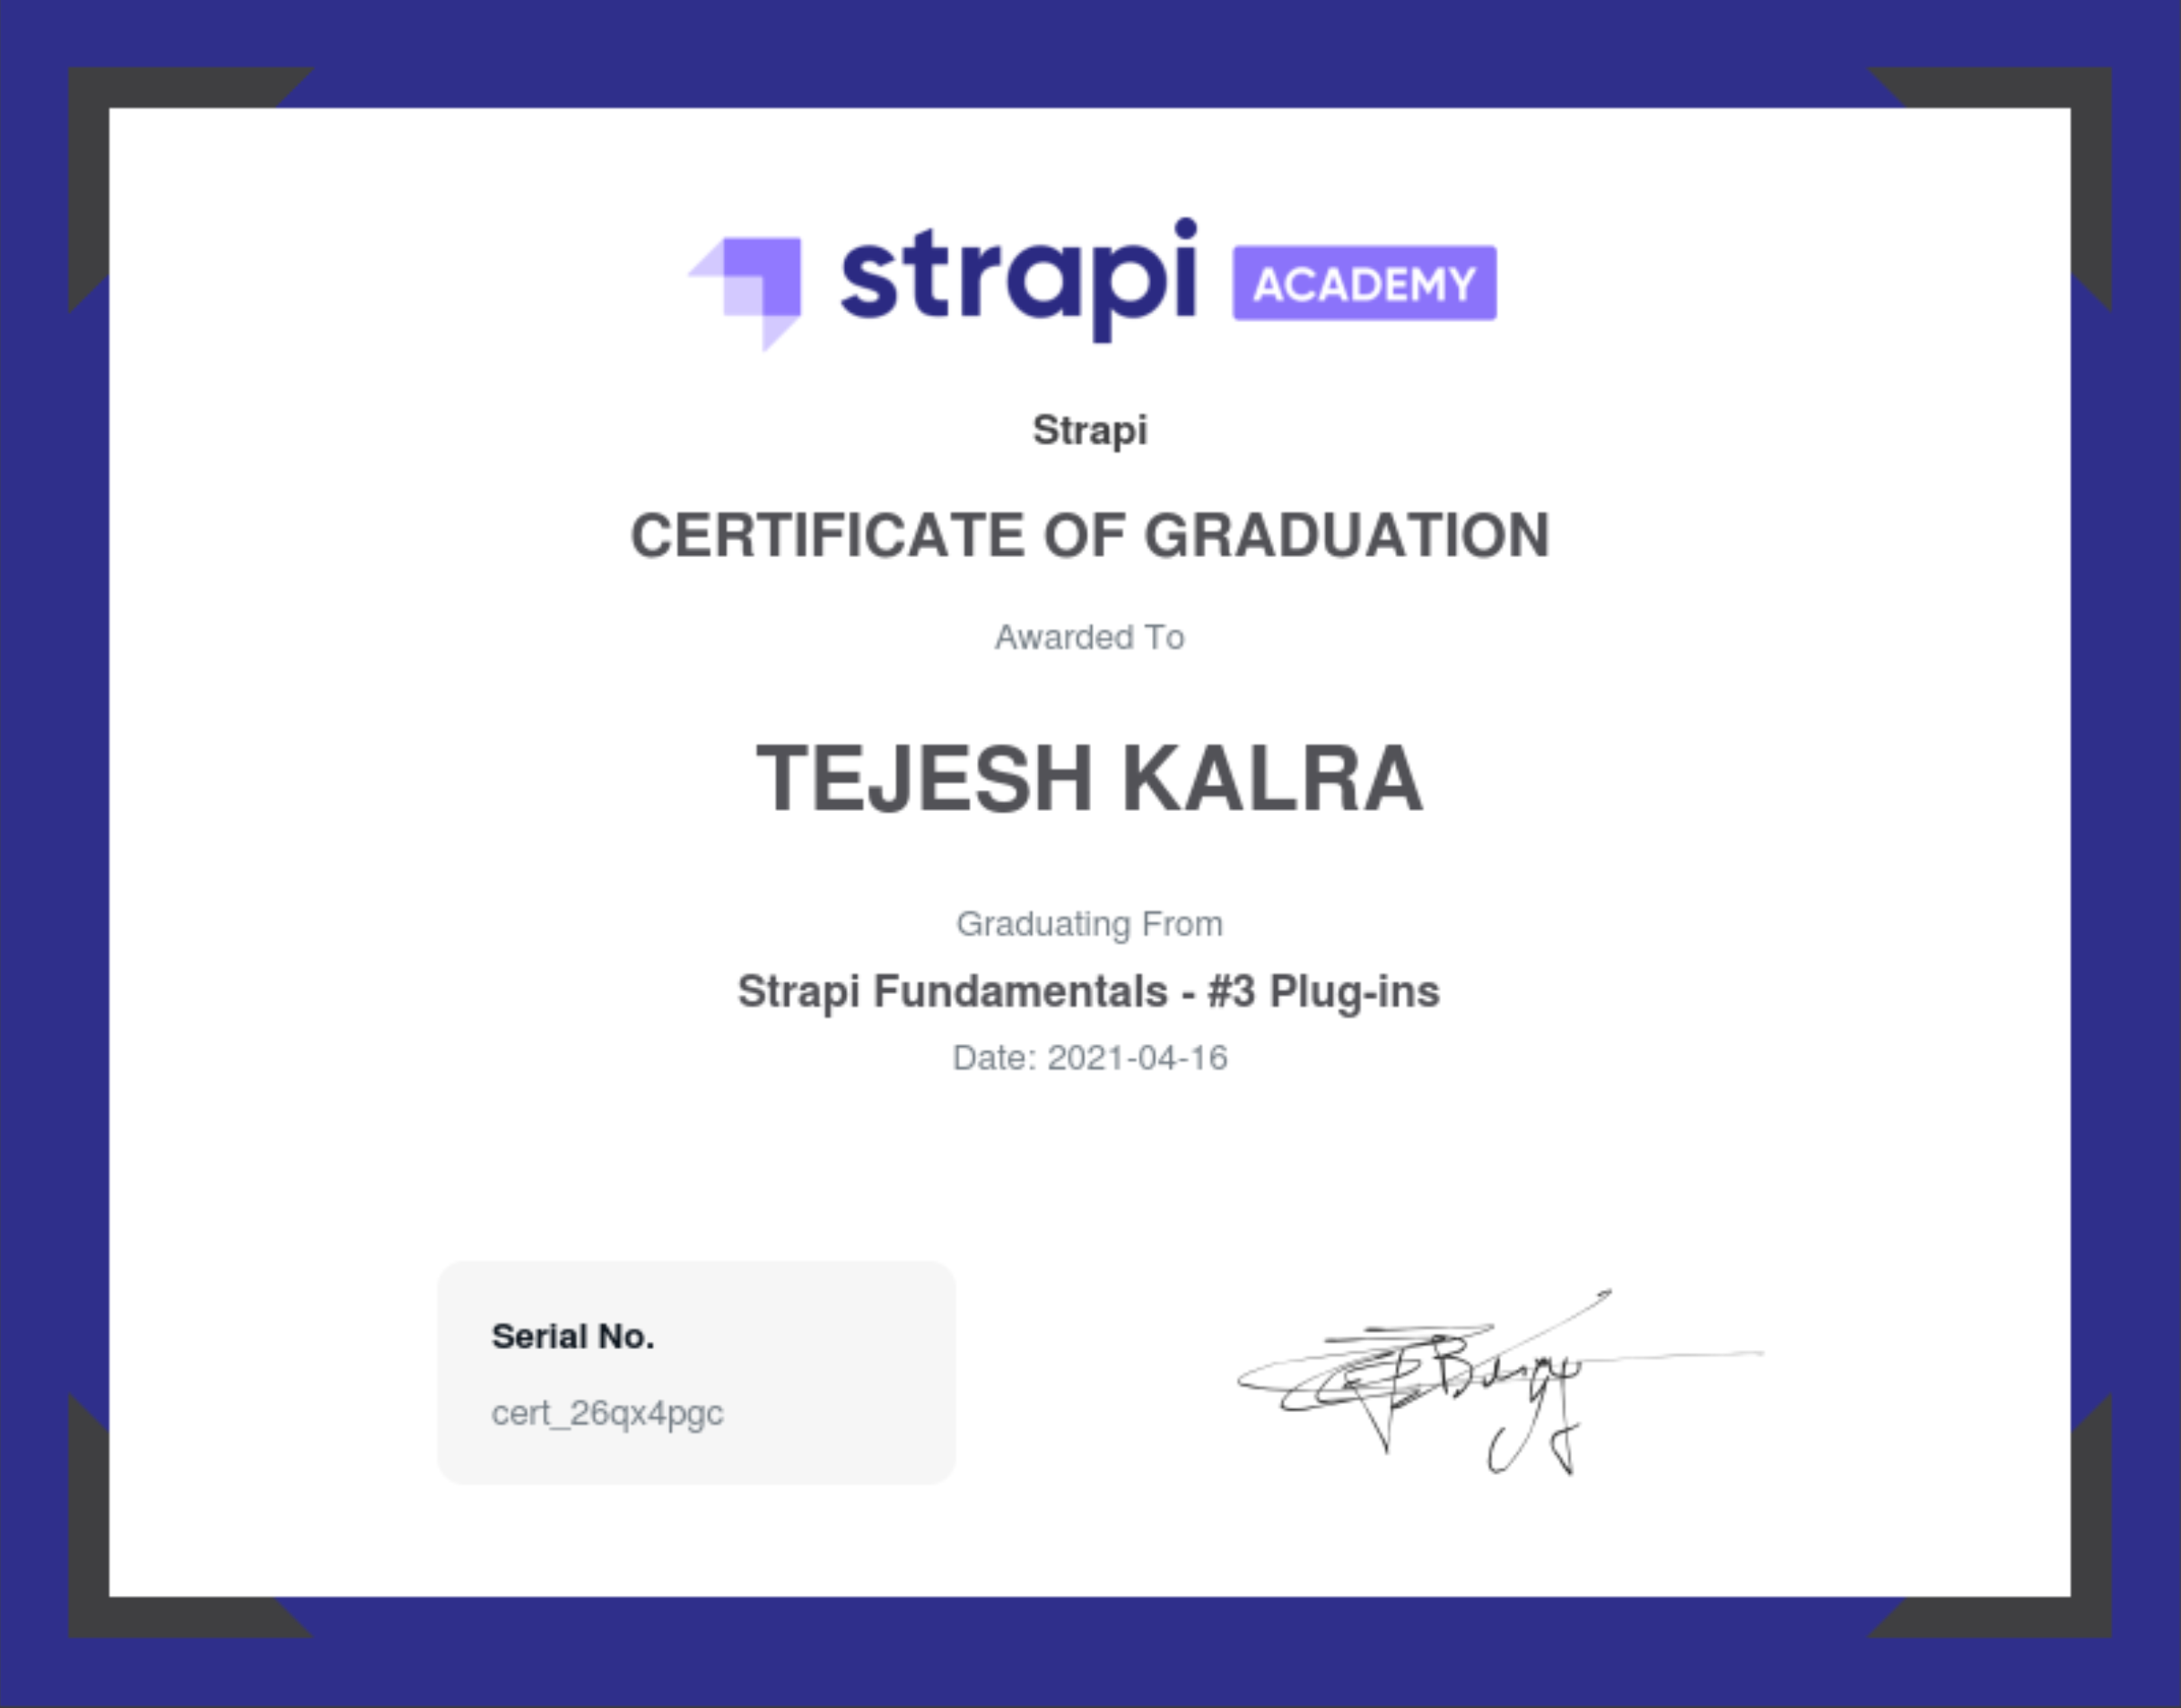 strapi ACADEMY
Strapi
CERTIFICATE OF GRADUATION
Awarded To
TEJESH KALRA
Graduating From
Strapi Fundamentals - #3 Plug-ins
Date: 2021-04-16
Serial No.
cert_26qx4pgc